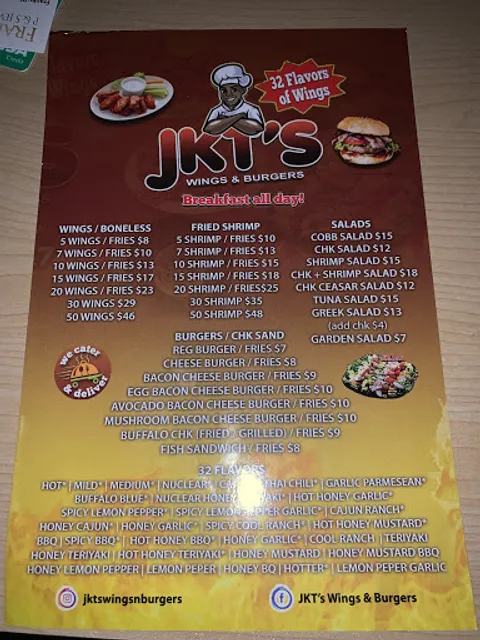 32 Flavors
of Wings
JKT'S
WINGS & BURGERS
Breakfast all day!
WINGS / BONELESS
5 WINGS / FRIES $8
7 WINGS / FRIES $10
10 WINGS / FRIES $13
15 WINGS / FRIES $17
20 WINGS / FRIES $23
30 WINGS $29
50 WINGS $46
FRIED SHRIMP
5 SHRIMP / FRIES $10
7 SHRIMP / FRIES $13
10 SHRIMP / FRIES $15
15 SHRIMP / FRIES $18
20 SHRIMP / FRIES$25
30 SHRIMP $35
50 SHRIMP $48
SALADS
COBB SALAD $15
CHK SALAD $12
SHRIMP SALAD $15
CHK + SHRIMP SALAD $18
CHK CEASAR SALAD $12
TUNA SALAD $15
GREEK SALAD $13
(add chk $4)
GARDEN SALAD $7
we cater
& deliver
BURGERS / CHK SAND
REG BURGER / FRIES $7
CHEESE BURGER / FRIES $8
BACON CHEESE BURGER / FRIES $9
EGG BACON CHEESE BURGER / FRIES $10
AVOCADO BACON CHEESE BURGER / FRIES $10
MUSHROOM BACON CHEESE BURGER / FRIES $10
BUFFALO CHK (FRIED, GRILLED) / FRIES $9
FISH SANDWICH / FRIES $8
32 FLAVORS
HOT* | MILD* | MEDIUM* | NUCLEAR* | THAI CHILI* | GARLIC PARMESEAN*
BUFFALO BLUE* | NUCLEAR HONEY | HOT HONEY GARLIC*
SPICY LEMON PEPPER* | SPICY LEMON PEPPER GARLIC* | CAJUN RANCH*
HONEY CAJUN* | HONEY GARLIC* | SPICY COOL RANCH* | HOT HONEY MUSTARD*
BBQ | SPICY BBQ* | HOT HONEY BBQ* | HONEY GARLIC* | COOL RANCH | TERIYAKI
HONEY TERIYAKI | HOT HONEY TERIYAKI* | HONEY MUSTARD | HONEY MUSTARD BBQ
HONEY LEMON PEPPER | LEMON PEPER | HONEY BQ | HOTTER* | LEMON PEPER GARLIC
jktswingsnburgers
JKT's Wings & Burgers